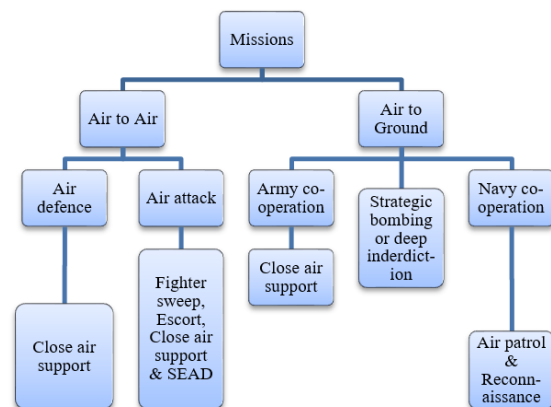 Missions
Air to Air
Air to
Ground
Air
defence
Air attack
Army co-
operation
Strategic
bombing
or deep
inderdict-
ion
Navy co-
operation
Close air
support
Fighter
sweep,
Escort,
Close air
support
& SEAD
Close air
support
Air patrol
&
Reconn-
aissance